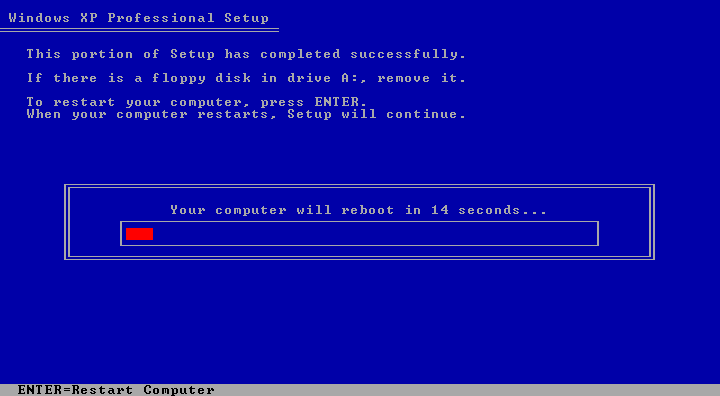 Windows XP Professional Setup
This portion of Setup has completed successfully.
If there is a floppy disk in drive A:, remove it.
To restart your computer, press ENTER.
When your computer restarts, Setup will continue.
Your computer will reboot in 14 seconds...
ENTER=Restart Computer